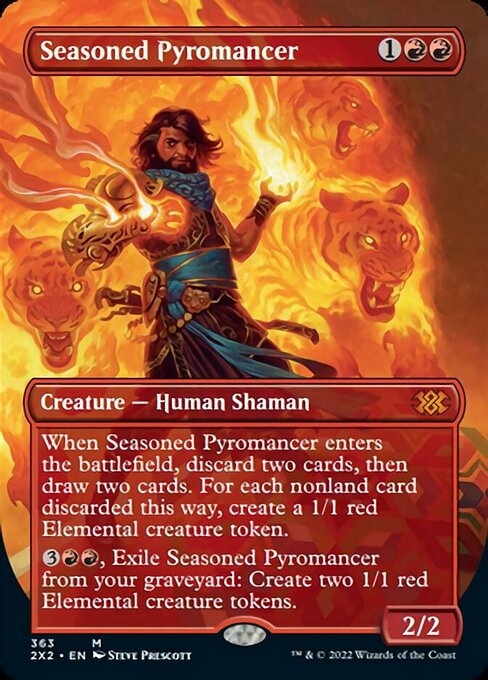 Seasoned Pyromancer 1
Creature — Human Shaman
When Seasoned Pyromancer enters
the battlefield, discard two cards, then
draw two cards. For each nonland card
discarded this way, create a 1/1 red
Elemental creature token.
3, Exile Seasoned Pyromancer
from your graveyard: Create two 1/1 red
Elemental creature tokens.
2/2
363 M
2X2 • EN Steve Prescott
™ & © 2022 Wizards of the Coast